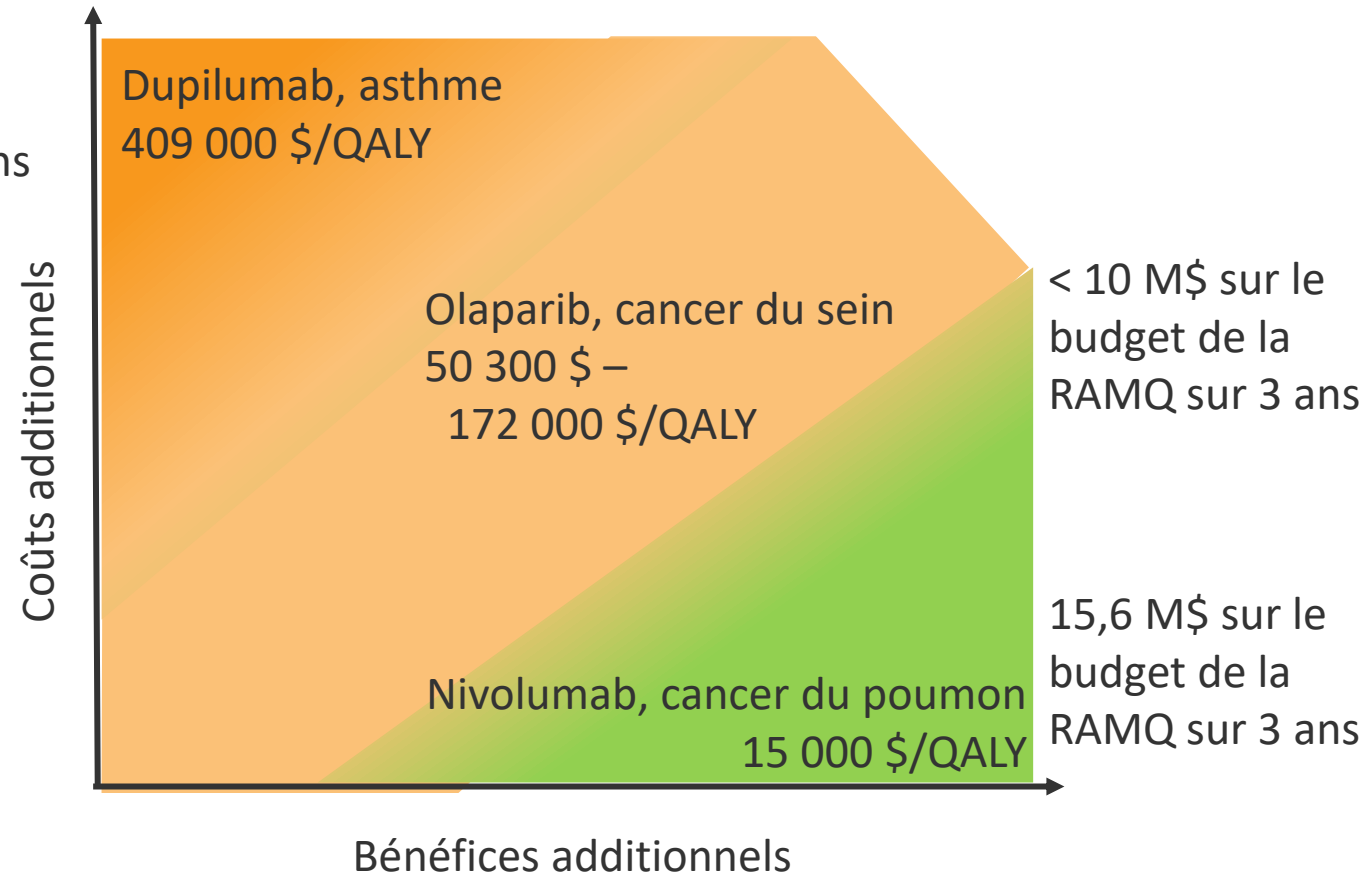 Dupilumab, asthme
409 000 $/QALY
ns
Coûts additionnels
Olaparib, cancer du sein
50 300 $ –
172 000 $/QALY
< 10 M$ sur le
budget de la
RAMQ sur 3 ans
Nivolumab, cancer du poumon
15 000 $/QALY
15,6 M$ sur le
budget de la
RAMQ sur 3 ans
Bénéfices additionnels